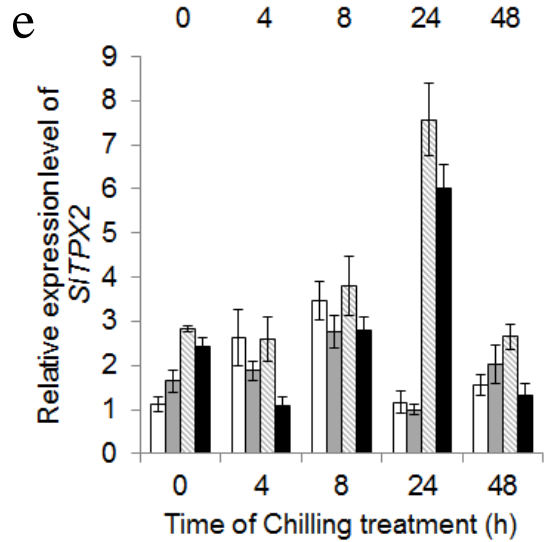 e
0 4 8 24 48
Relative expression level of
SlTPX2
9
8
7
6
5
4
3
2
1
0
0 4 8 24 48
Time of Chilling treatment (h)